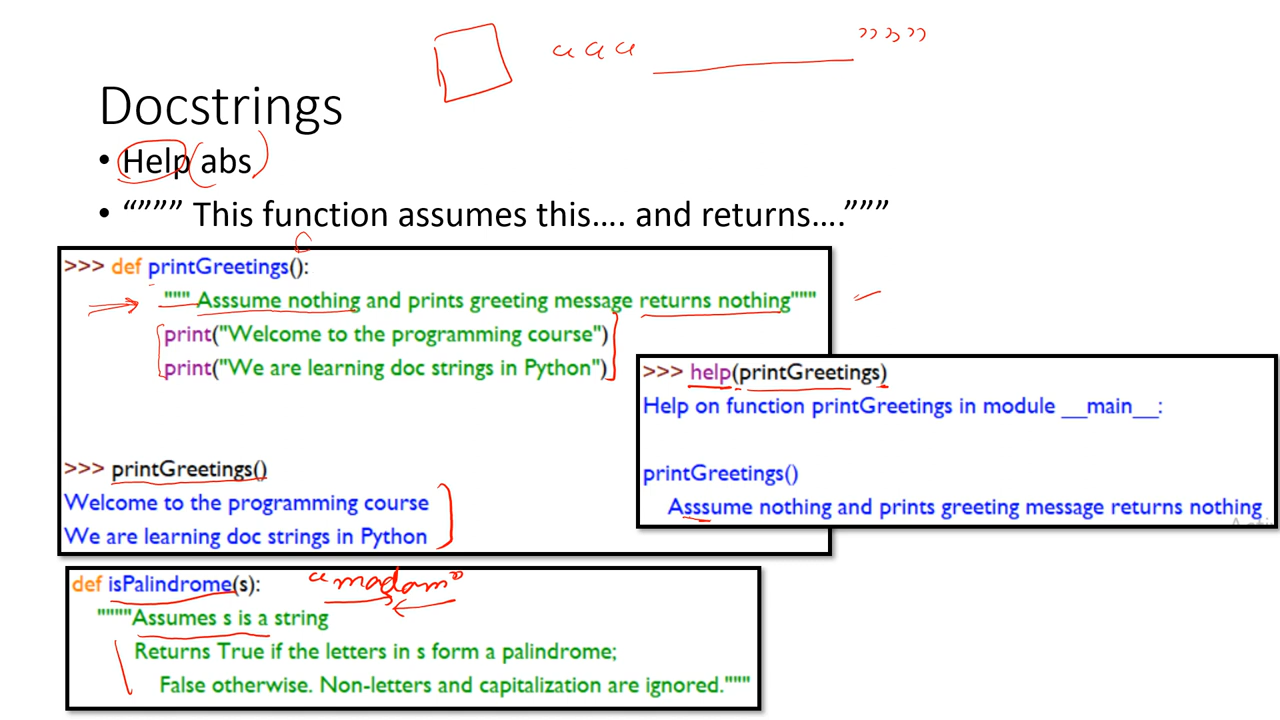 “ “ “ ” ” ”
Docstrings
• Help(abs)
• “”””” This function assumes this…. and returns….”””
>>> def printGreetings():
""" Asssume nothing and prints greeting message returns nothing"""
print("Welcome to the programming course")
print("We are learning doc strings in Python")
>>> printGreetings()
Welcome to the programming course
We are learning doc strings in Python
>>> help(printGreetings)
Help on function printGreetings in module __main__:
printGreetings()
Asssume nothing and prints greeting message returns nothing
def isPalindrome(s): “madam”
""""Assumes s is a string
Returns True if the letters in s form a palindrome;
False otherwise. Non-letters and capitalization are ignored."""